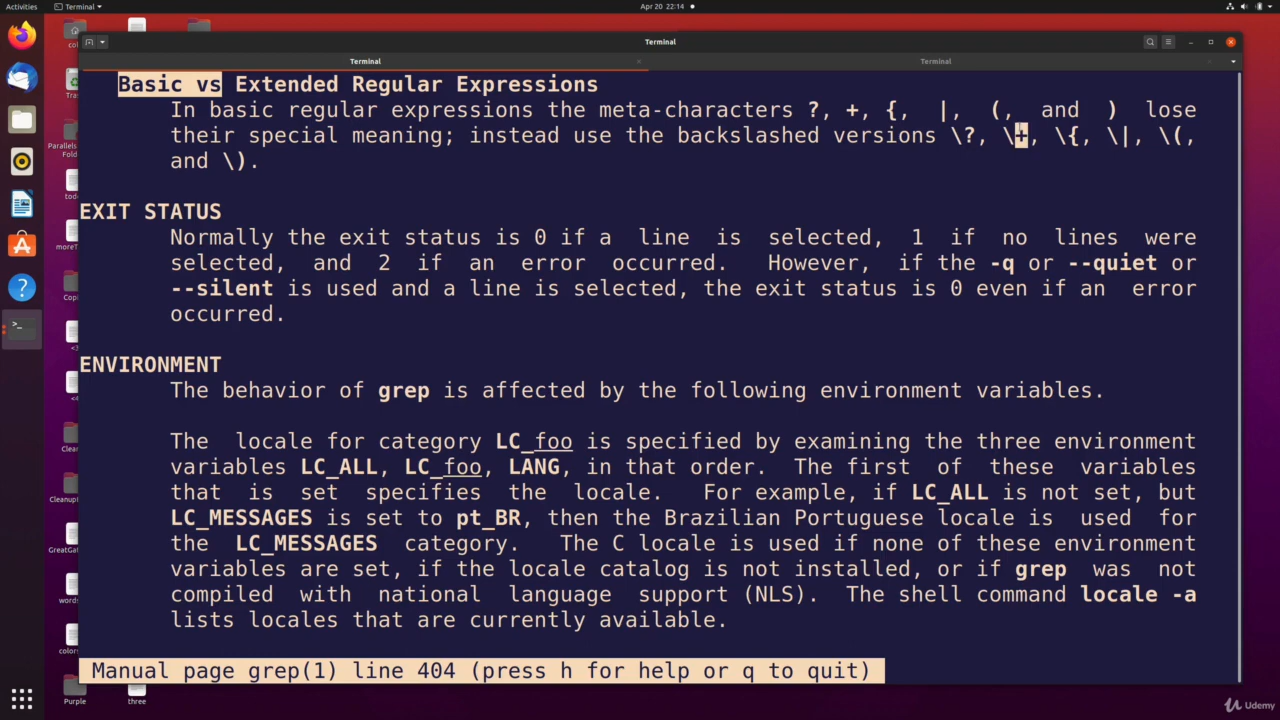 Activities
Terminal
Apr 20 22:14
Terminal
Terminal
Terminal
Basic vs Extended Regular Expressions
In basic regular expressions the meta-characters ?, +, {, |, (, and ) lose
their special meaning; instead use the backslashed versions \?, \+, \{, \|, \(,
and \).
EXIT STATUS
Normally the exit status is 0 if a line is selected, 1 if no lines were
selected, and 2 if an error occurred. However, if the -q or --quiet or
--silent is used and a line is selected, the exit status is 0 even if an error
occurred.
ENVIRONMENT
The behavior of grep is affected by the following environment variables.
The locale for category LC_foo is specified by examining the three environment
variables LC_ALL, LC_foo, LANG, in that order. The first of these variables
that is set specifies the locale. For example, if LC_ALL is not set, but
LC_MESSAGES is set to pt_BR, then the Brazilian Portuguese locale is used for
the LC_MESSAGES category. The C locale is used if none of these environment
variables are set, if the locale catalog is not installed, or if grep was not
compiled with national language support (NLS). The shell command locale -a
lists locales that are currently available.
Manual page grep(1) line 404 (press h for help or q to quit)
Parallels
Purple
three
Udemy